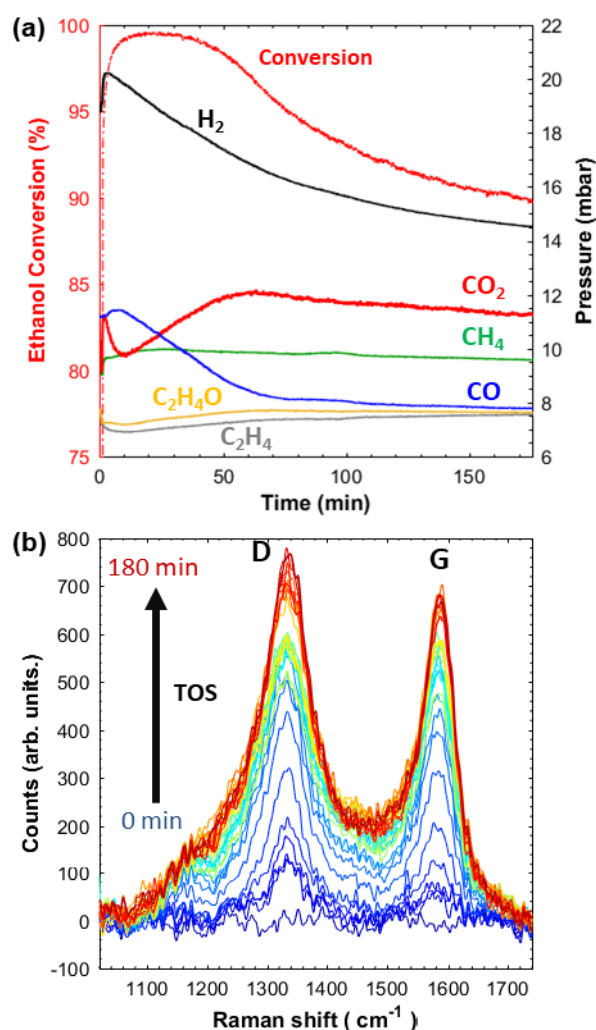 (a)
100
95
90
85
80
75
Ethanol Conversion (%)
Conversion
H₂
CO₂
CH₄
CO
C₂H₄O
C₂H₄
22
20
18
16
14
12
10
8
6
Pressure (mbar)
0 50 100 150
Time (min)
(b)
800
700
600
500
400
300
200
100
0
-100
Counts (arb. units.)
D
G
180 min
TOS
0 min
1100 1200 1300 1400 1500 1600 1700
Raman shift ( cm⁻¹)